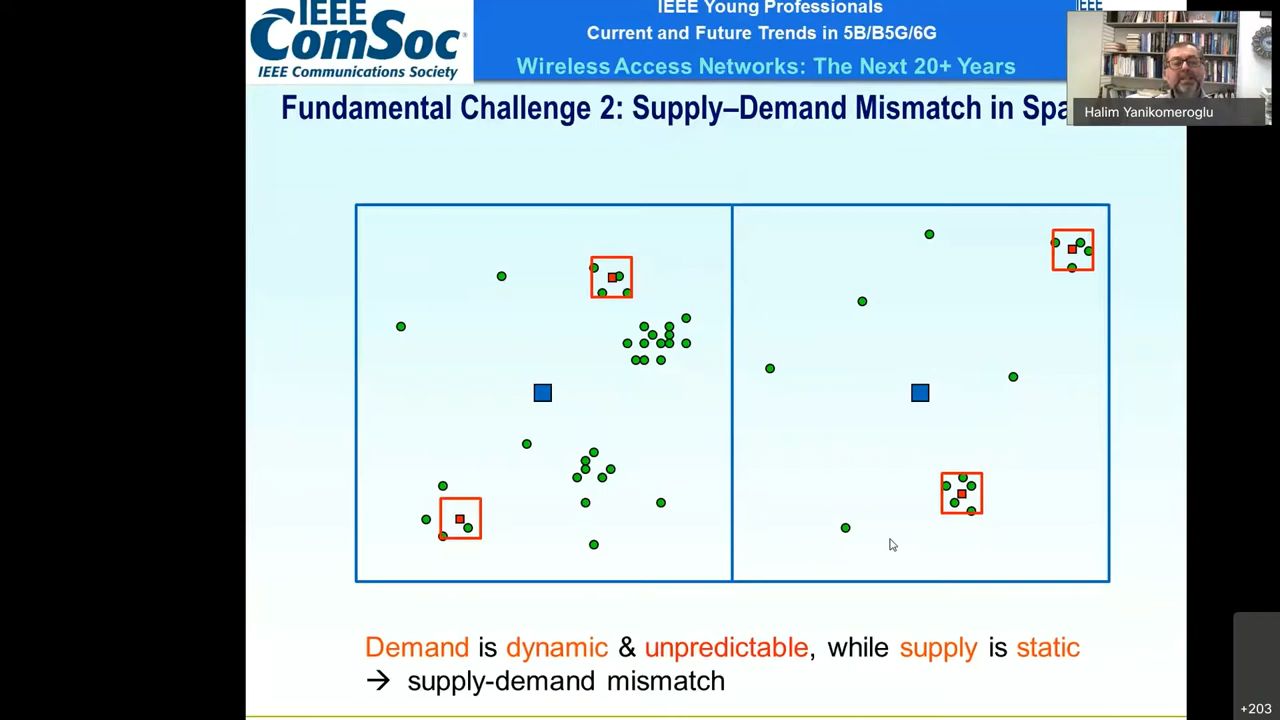 IEEE
ComSoc
IEEE Communications Society
IEEE Young Professionals
Current and Future Trends in 5B/B5G/6G
Wireless Access Networks: The Next 20+ Years
IEEE
Halim Yanikomeroglu
Fundamental Challenge 2: Supply–Demand Mismatch in Spa
Demand is dynamic & unpredictable, while supply is static
→ supply-demand mismatch
+203